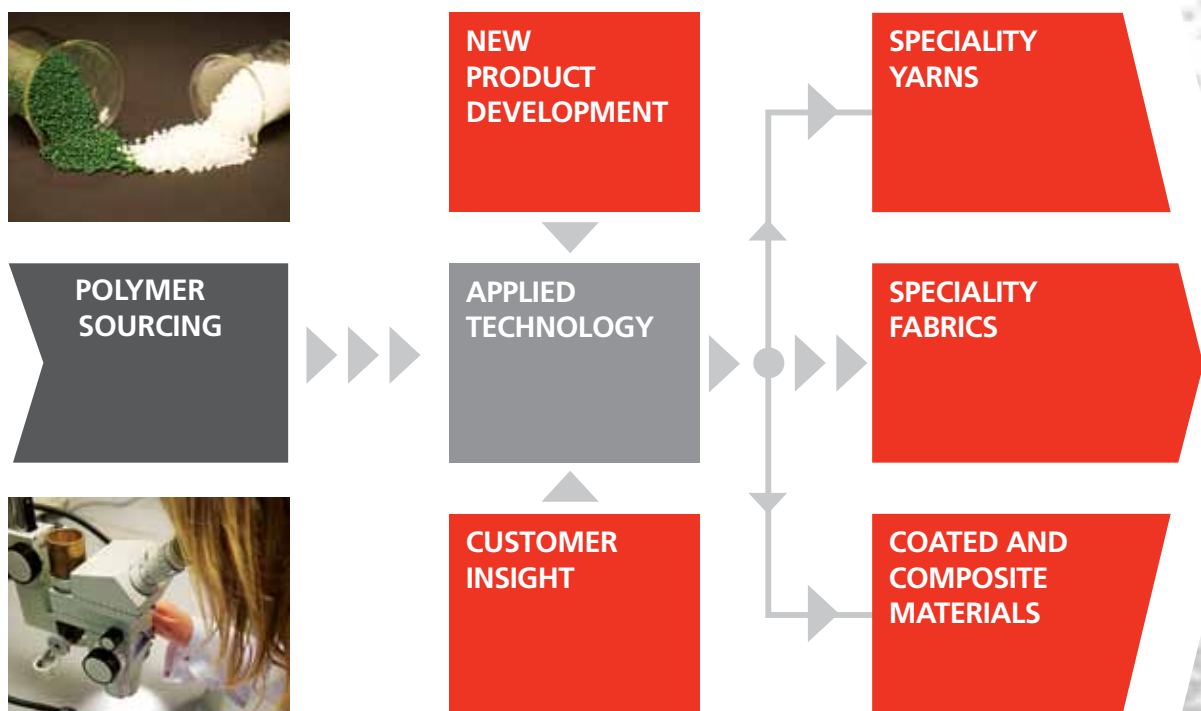 NEW
PRODUCT
DEVELOPMENT
SPECIALITY
YARNS
POLYMER
SOURCING
APPLIED
TECHNOLOGY
SPECIALITY
FABRICS
CUSTOMER
INSIGHT
COATED AND
COMPOSITE
MATERIALS